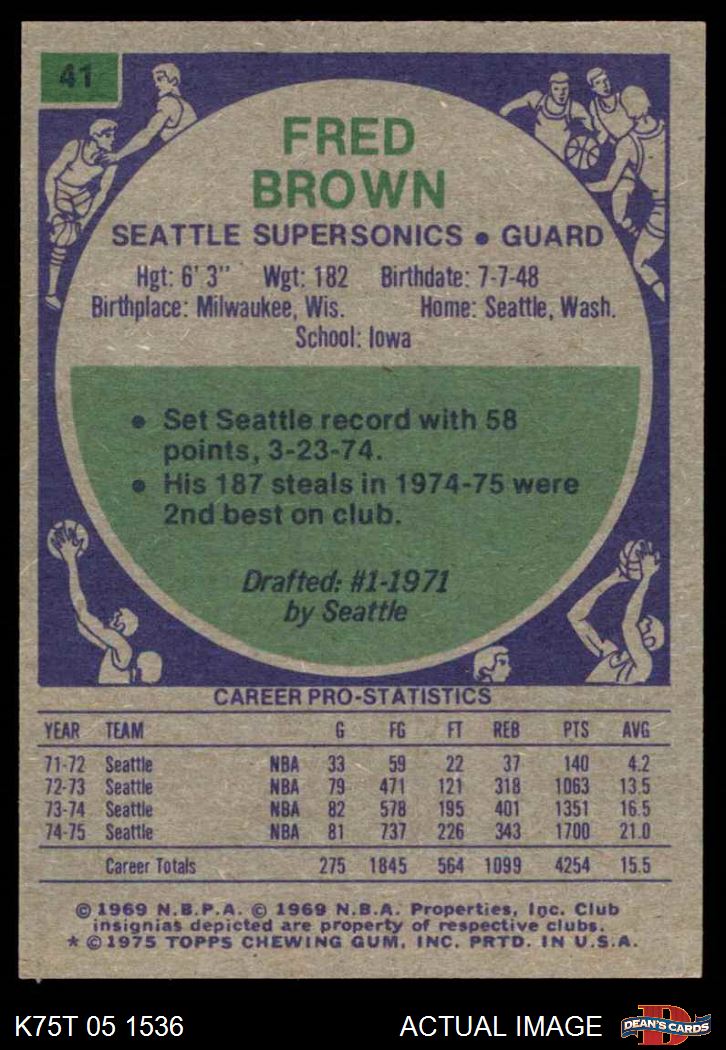 41
FRED
BROWN
SEATTLE SUPERSONICS • GUARD
Hgt: 6' 3" Wgt: 182 Birthdate: 7-7-48
Birthplace: Milwaukee, Wis. Home: Seattle, Wash.
School: Iowa
• Set Seattle record with 58
points, 3-23-74.
• His 187 steals in 1974-75 were
2nd best on club.
Drafted: #1-1971
by Seattle
CAREER PRO-STATISTICS
YEAR TEAM G FG FT REB PTS AVG
71-72 Seattle NBA 33 59 22 37 140 4.2
72-73 Seattle NBA 79 471 121 318 1063 13.5
73-74 Seattle NBA 82 578 195 401 1351 16.5
74-75 Seattle NBA 81 737 226 343 1700 21.0
Career Totals 275 1845 564 1099 4254 15.5
© 1969 N.B.P.A. © 1969 N.B.A. Properties, Inc. Club
insignias depicted are property of respective clubs.
* © 1975 TOPPS CHEWING GUM, INC. PRTD. IN U.S.A.
K75T 05 1536 ACTUAL IMAGE
D
DEAN'S CARDS